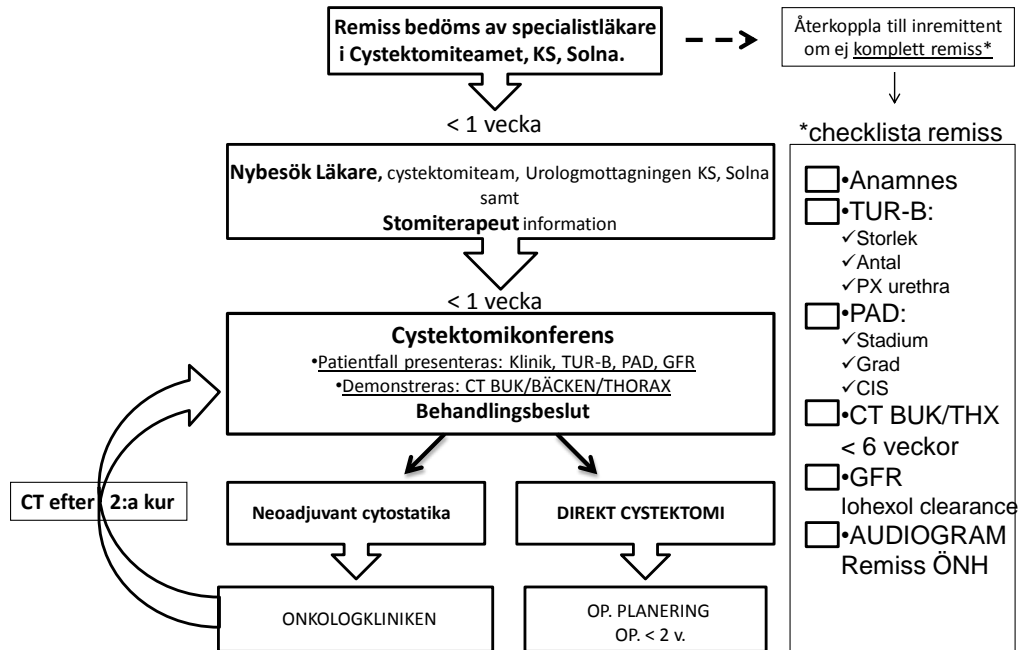 Remiss bedöms av specialistläkare
i Cystektomiteamet, KS, Solna.
Återkoppla till inremittent
om ej komplett remiss*
< 1 vecka
Nybesök Läkare, cystektomiteam, Urologmottagningen KS, Solna
samt
Stomiterapeut information
< 1 vecka
Cystektomikonferens
•Patientfall presenteras: Klinik, TUR-B, PAD, GFR
•Demonstreras: CT BUK/BÄCKEN/THORAX
Behandlingsbeslut
CT efter 2:a kur
Neoadjuvant cytostatika
DIREKT CYSTEKTOMI
ONKOLOGKLINIKEN
OP. PLANERING
OP. < 2 v.
*checklista remiss
•Anamnes
•TUR-B:
✓Storlek
✓Antal
✓PX urethra
•PAD:
✓Stadium
✓Grad
✓CIS
•CT BUK/THX
< 6 veckor
•GFR
Iohexol clearance
•AUDIOGRAM
Remiss ÖNH